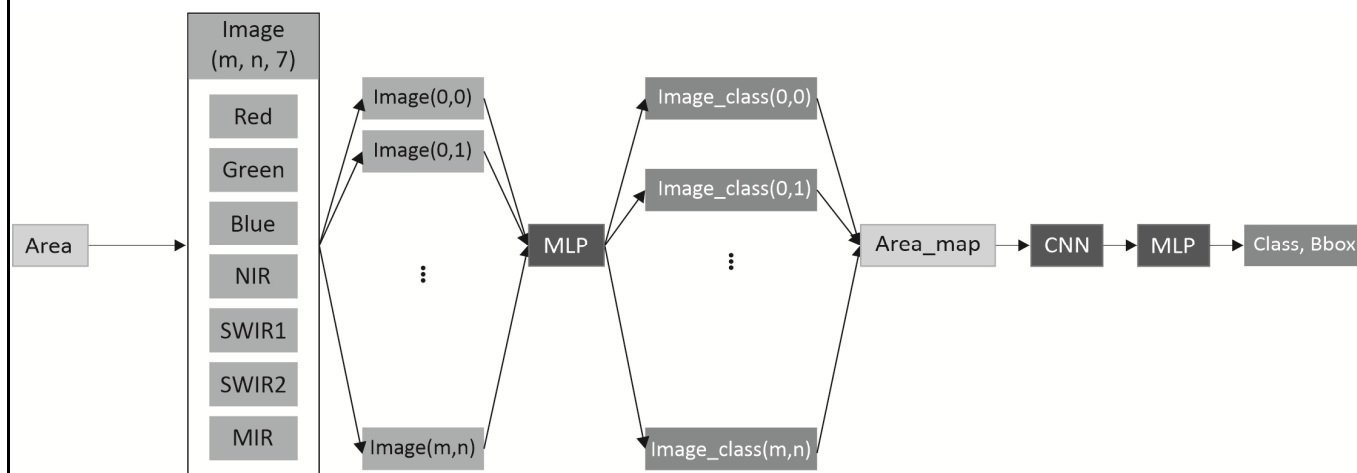 Area
Image
(m, n, 7)
Red
Green
Blue
NIR
SWIR1
SWIR2
MIR
Image(0,0)
Image(0,1)
⋮
Image(m,n)
MLP
Image_class(0,0)
Image_class(0,1)
⋮
Image_class(m,n)
Area_map
CNN
MLP
Class, Bbox